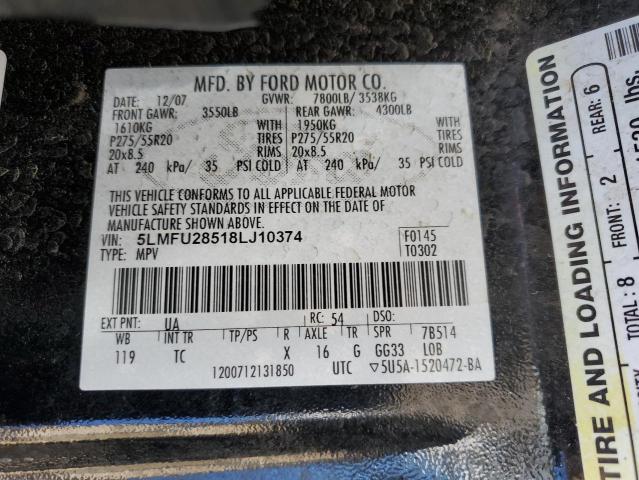 MFD. BY FORD MOTOR CO.
DATE: 12/07 GVWR: 7800LB/ 3538KG
FRONT GAWR: 3550LB REAR GAWR: 4300LB
1610KG WITH 1950KG WITH
P275/55R20 TIRES P275/55R20 TIRES
20x8.5 RIMS 20x8.5 RIMS
AT 240 kPa/ 35 PSI COLD AT 240 kPa/ 35 PSI COLD
THIS VEHICLE CONFORMS TO ALL APPLICABLE FEDERAL MOTOR
VEHICLE SAFETY STANDARDS IN EFFECT ON THE DATE OF
MANUFACTURE SHOWN ABOVE.
VIN: 5LMFU28518LJ10374 F0145
TYPE: MPV T0302
EXT PNT: UA RC: 54 DSO:
WB INT TR TP/PS R AXLE TR SPR 7B514
119 TC X 16 G GG33 LOB
1200712131850 UTC ▽5U5A-1520472-BA
TIRE AND LOADING INFORMATION
TOTAL: 8 FRONT: 2 REAR: 6
lbs.